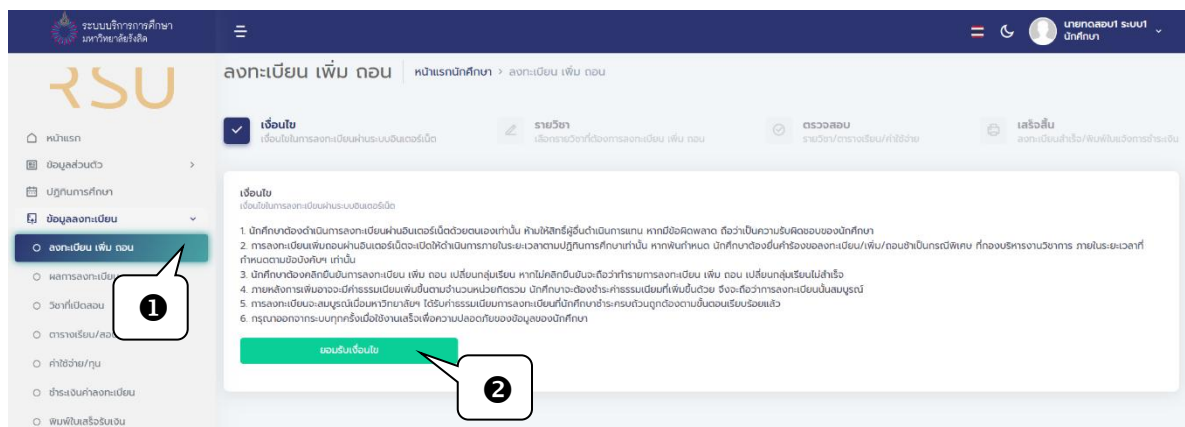 ระบบบริการการศึกษา
มหาวิทยาลัยรังสิต
นายทดสอบ1 ระบบ1
นักศึกษา
RSU
ลงทะเบียน เพิ่ม ถอน
หน้าแรกนักศึกษา > ลงทะเบียน เพิ่ม ถอน
หน้าแรก
ข้อมูลส่วนตัว
ปฏิทินการศึกษา
ข้อมูลลงทะเบียน
ลงทะเบียน เพิ่ม ถอน
ผลการลงทะเบียน
วิชาที่เปิดสอน
ตารางเรียน/สอบ
ค่าใช้จ่าย/ทุน
ชำระเงินค่าลงทะเบียน
พิมพ์ใบเสร็จรับเงิน
❶
เงื่อนไข
เงื่อนไขในการลงทะเบียนผ่านระบบอินเตอร์เน็ต
รายวิชา
เลือกรายวิชาที่ต้องการลงทะเบียน เพิ่ม ถอน
ตรวจสอบ
รายวิชา/ตารางเรียน/ค่าใช้จ่าย
เสร็จสิ้น
ลงทะเบียนสำเร็จ/พิมพ์ใบแจ้งการชำระเงิน
เงื่อนไข
เงื่อนไขในการลงทะเบียนผ่านระบบอินเตอร์เน็ต
1. นักศึกษาต้องดำเนินการลงทะเบียนผ่านอินเตอร์เน็ตด้วยตนเองเท่านั้น ห้ามให้สิทธิ์ผู้อื่นดำเนินการแทน หากมีข้อผิดพลาด ถือว่าเป็นความรับผิดชอบของนักศึกษา
2. การลงทะเบียนเพิ่มถอนผ่านอินเตอร์เน็ตจะเปิดให้ดำเนินการภายในระยะเวลาตามปฏิทินการศึกษาเท่านั้น หากพ้นกำหนด นักศึกษาต้องยื่นคำร้องขอลงทะเบียน/เพิ่ม/ถอนช้าเป็นกรณีพิเศษ ที่กองบริหารงานวิชาการ ภายในระยะเวลาที่
กำหนดตามข้อบังคับฯ เท่านั้น
3. นักศึกษาต้องคลิกยืนยันการลงทะเบียน เพิ่ม ถอน เปลี่ยนกลุ่มเรียน หากไม่คลิกยืนยันจะถือว่าทำรายการลงทะเบียน เพิ่ม ถอน เปลี่ยนกลุ่มเรียนไม่สำเร็จ
4. ภายหลังการเพิ่มอาจจะมีค่าธรรมเนียมเพิ่มขึ้นตามจำนวนหน่วยกิตรวม นักศึกษาจะต้องชำระค่าธรรมเนียมที่เพิ่มขึ้นด้วย จึงจะถือว่าการลงทะเบียนนั้นสมบูรณ์
5. การลงทะเบียนจะสมบูรณ์เมื่อมหาวิทยาลัยฯ ได้รับค่าธรรมเนียมการลงทะเบียนที่นักศึกษาชำระครบถ้วนถูกต้องตามขั้นตอนเรียบร้อยแล้ว
6. กรุณาออกจากระบบทุกครั้งเมื่อใช้งานเสร็จเพื่อความปลอดภัยของข้อมูลของนักศึกษา
ยอมรับเงื่อนไข
❷